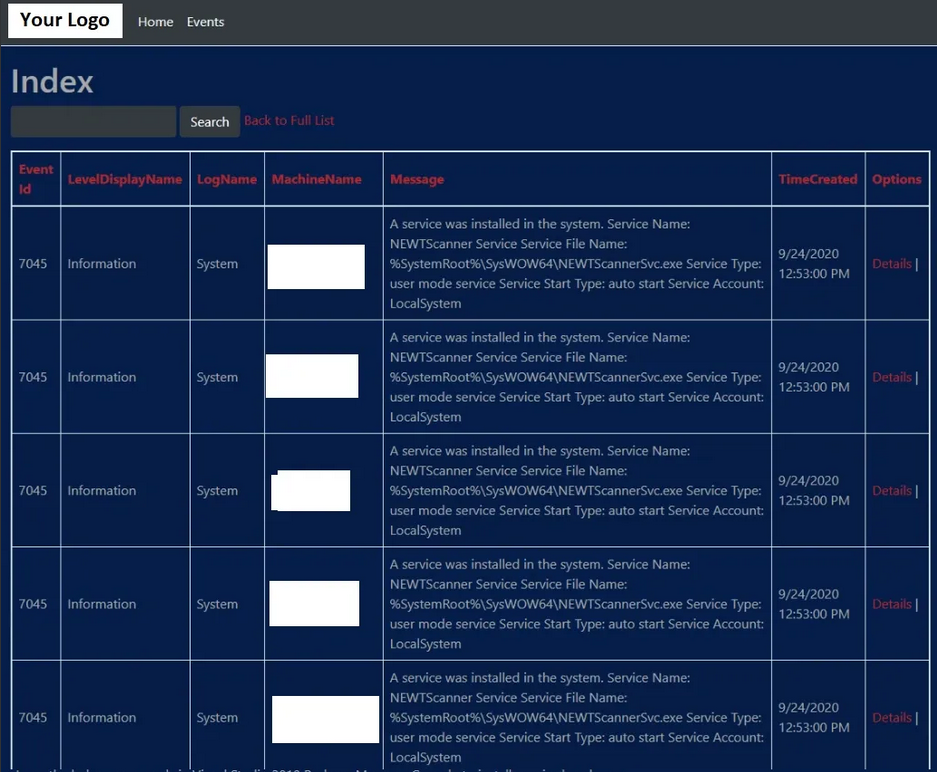 Your Logo Home Events
Index
Search Back to Full List
Event Id LevelDisplayName LogName MachineName Message TimeCreated Options
7045 Information System A service was installed in the system. Service Name:
NEWTScanner Service Service File Name:
%SystemRoot%\SysWOW64\NEWTScannerSvc.exe Service Type:
user mode service Service Start Type: auto start Service Account:
LocalSystem
9/24/2020
12:53:00 PM
Details |
7045 Information System A service was installed in the system. Service Name:
NEWTScanner Service Service File Name:
%SystemRoot%\SysWOW64\NEWTScannerSvc.exe Service Type:
user mode service Service Start Type: auto start Service Account:
LocalSystem
9/24/2020
12:53:00 PM
Details |
7045 Information System A service was installed in the system. Service Name:
NEWTScanner Service Service File Name:
%SystemRoot%\SysWOW64\NEWTScannerSvc.exe Service Type:
user mode service Service Start Type: auto start Service Account:
LocalSystem
9/24/2020
12:53:00 PM
Details |
7045 Information System A service was installed in the system. Service Name:
NEWTScanner Service Service File Name:
%SystemRoot%\SysWOW64\NEWTScannerSvc.exe Service Type:
user mode service Service Start Type: auto start Service Account:
LocalSystem
9/24/2020
12:53:00 PM
Details |
7045 Information System A service was installed in the system. Service Name:
NEWTScanner Service Service File Name:
%SystemRoot%\SysWOW64\NEWTScannerSvc.exe Service Type:
user mode service Service Start Type: auto start Service Account:
LocalSystem
9/24/2020
12:53:00 PM
Details |